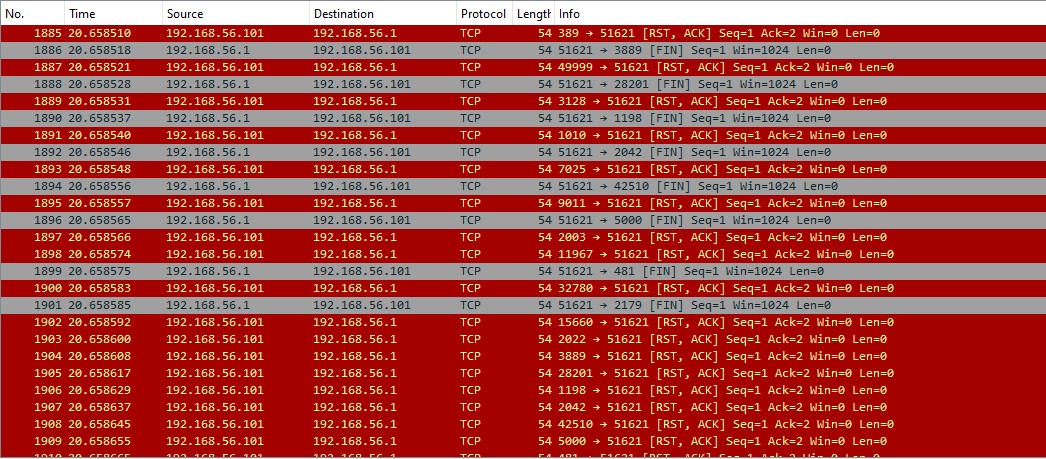 No. Time Source Destination Protocol Length Info
1885 20.658510 192.168.56.101 192.168.56.1 TCP 54 389 → 51621 [RST, ACK] Seq=1 Ack=2 Win=0 Len=0
1886 20.658518 192.168.56.1 192.168.56.101 TCP 54 51621 → 3889 [FIN] Seq=1 Win=1024 Len=0
1887 20.658521 192.168.56.101 192.168.56.1 TCP 54 49999 → 51621 [RST, ACK] Seq=1 Ack=2 Win=0 Len=0
1888 20.658528 192.168.56.1 192.168.56.101 TCP 54 51621 → 28201 [FIN] Seq=1 Win=1024 Len=0
1889 20.658531 192.168.56.101 192.168.56.1 TCP 54 3128 → 51621 [RST, ACK] Seq=1 Ack=2 Win=0 Len=0
1890 20.658537 192.168.56.1 192.168.56.101 TCP 54 51621 → 1198 [FIN] Seq=1 Win=1024 Len=0
1891 20.658540 192.168.56.101 192.168.56.1 TCP 54 1010 → 51621 [RST, ACK] Seq=1 Ack=2 Win=0 Len=0
1892 20.658546 192.168.56.1 192.168.56.101 TCP 54 51621 → 2042 [FIN] Seq=1 Win=1024 Len=0
1893 20.658548 192.168.56.101 192.168.56.1 TCP 54 7025 → 51621 [RST, ACK] Seq=1 Ack=2 Win=0 Len=0
1894 20.658556 192.168.56.1 192.168.56.101 TCP 54 51621 → 42510 [FIN] Seq=1 Win=1024 Len=0
1895 20.658557 192.168.56.101 192.168.56.1 TCP 54 9011 → 51621 [RST, ACK] Seq=1 Ack=2 Win=0 Len=0
1896 20.658565 192.168.56.1 192.168.56.101 TCP 54 51621 → 5000 [FIN] Seq=1 Win=1024 Len=0
1897 20.658566 192.168.56.101 192.168.56.1 TCP 54 2003 → 51621 [RST, ACK] Seq=1 Ack=2 Win=0 Len=0
1898 20.658574 192.168.56.101 192.168.56.1 TCP 54 11967 → 51621 [RST, ACK] Seq=1 Ack=2 Win=0 Len=0
1899 20.658575 192.168.56.1 192.168.56.101 TCP 54 51621 → 481 [FIN] Seq=1 Win=1024 Len=0
1900 20.658583 192.168.56.101 192.168.56.1 TCP 54 32780 → 51621 [RST, ACK] Seq=1 Ack=2 Win=0 Len=0
1901 20.658585 192.168.56.1 192.168.56.101 TCP 54 51621 → 2179 [FIN] Seq=1 Win=1024 Len=0
1902 20.658592 192.168.56.101 192.168.56.1 TCP 54 15660 → 51621 [RST, ACK] Seq=1 Ack=2 Win=0 Len=0
1903 20.658600 192.168.56.101 192.168.56.1 TCP 54 2022 → 51621 [RST, ACK] Seq=1 Ack=2 Win=0 Len=0
1904 20.658608 192.168.56.101 192.168.56.1 TCP 54 3889 → 51621 [RST, ACK] Seq=1 Ack=2 Win=0 Len=0
1905 20.658617 192.168.56.101 192.168.56.1 TCP 54 28201 → 51621 [RST, ACK] Seq=1 Ack=2 Win=0 Len=0
1906 20.658629 192.168.56.101 192.168.56.1 TCP 54 1198 → 51621 [RST, ACK] Seq=1 Ack=2 Win=0 Len=0
1907 20.658637 192.168.56.101 192.168.56.1 TCP 54 2042 → 51621 [RST, ACK] Seq=1 Ack=2 Win=0 Len=0
1908 20.658645 192.168.56.101 192.168.56.1 TCP 54 42510 → 51621 [RST, ACK] Seq=1 Ack=2 Win=0 Len=0
1909 20.658655 192.168.56.101 192.168.56.1 TCP 54 5000 → 51621 [RST, ACK] Seq=1 Ack=2 Win=0 Len=0